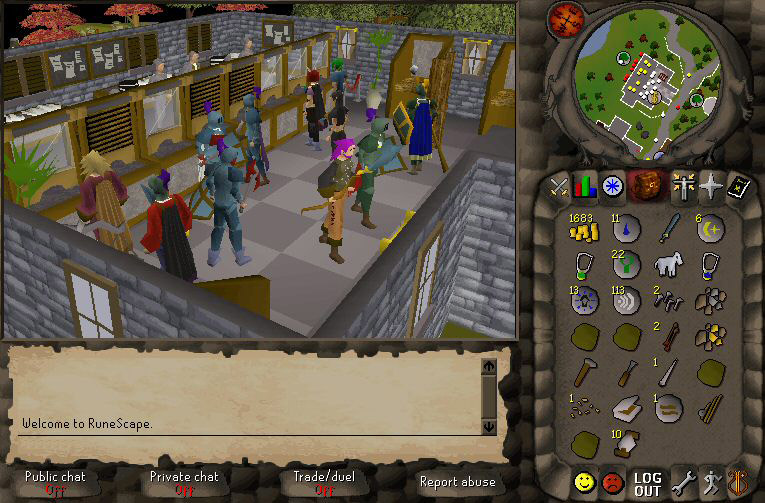 1683
11
6
22
13
113
2
2
1
1
1
10
Welcome to RuneScape.
Public chat
Off
Private chat
Off
Trade/duel
Off
Report abuse
LOG
OUT